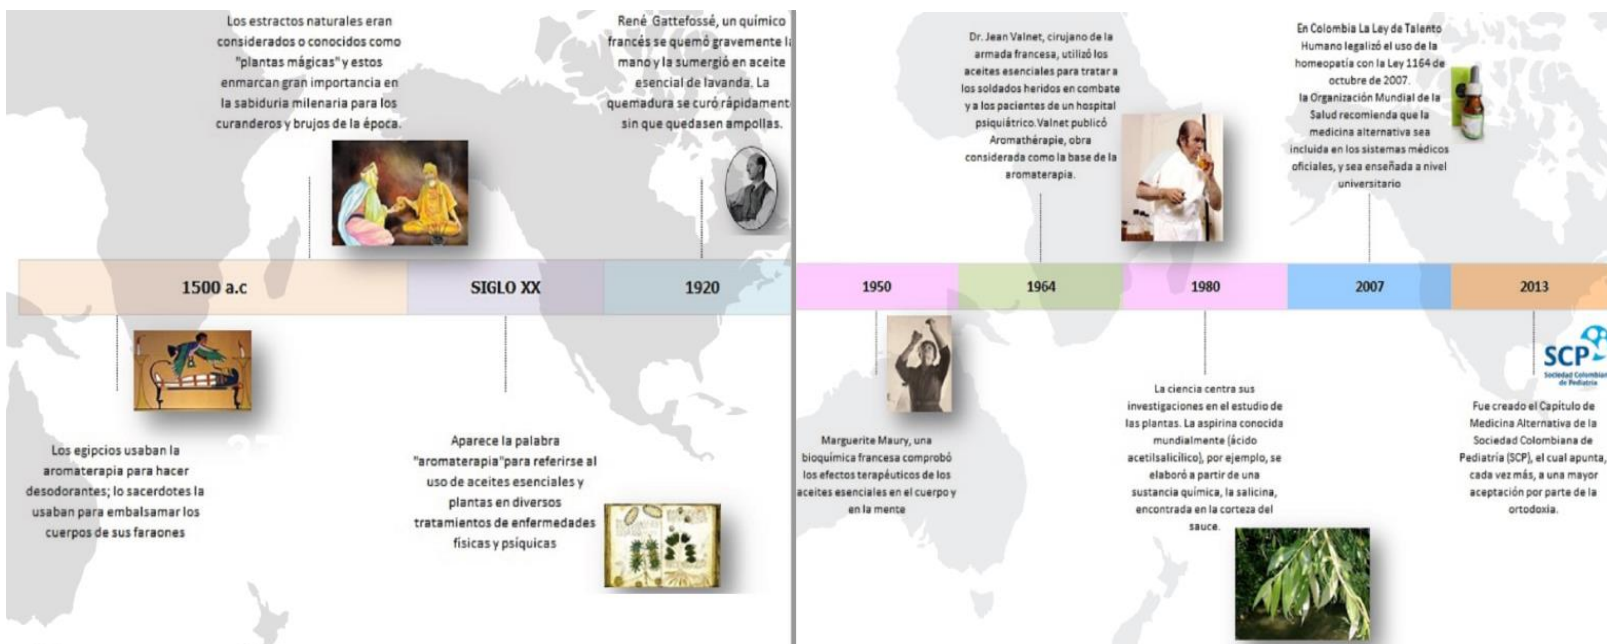 Los estractos naturales eran
considerados o conocidos como
"plantas mágicas" y estos
enmarcan gran importancia en
la sabiduria milenaria para los
curanderos y brujos de la época.
René Gattefossé, un químico
francés se quemó gravemente la
mano y la sumergió en aceite
esencial de lavanda. La
quemadura se curó rápidament
sin que quedasen ampollas.
1500 a.c
SIGLO XX
1920
Los egipcios usaban la
aromaterapia para hacer
desodorantes; lo sacerdotes la
usaban para embalsamar los
cuerpos de sus faraones
Aparece la palabra
"aromaterapia"para referirse al
uso de aceites esenciales y
plantas en diversos
tratamientos de enfermedades
físicas y psíquicas
Dr. Jean Valnet, cirujano de la
armada francesa, utilizó los
aceites esenciales para tratar a
los soldados heridos en combate
y a los pacientes de un hospital
psiquiátrico.Valnet publicó
Aromathérapie, obra
considerada como la base de la
aromaterapia.
En Colombia La Ley de Talento
Humano legalizó el uso de la
homeopatía con la Ley 1164 de
octubre de 2007.
la Organización Mundial de la
Salud recomienda que la
medicina alternativa sea
incluida en los sistemas médicos
oficiales, y sea enseñada a nivel
universitario
1950
1964
1980
2007
2013
Marguerite Maury, una
bioquímica francesa comprobó
los efectos terapéuticos de los
aceites esenciales en el cuerpo y
en la mente
La ciencia centra sus
investigaciones en el estudio de
las plantas. La aspirina conocida
mundialmente (ácido
acetilsalicílico), por ejemplo, se
elaboró a partir de una
sustancia química, la salicina,
encontrada en la corteza del
sauce.
SCP
Sociedad Colombiana
de Pediatría
Fue creado el Capítulo de
Medicina Alternativa de la
Sociedad Colombiana de
Pediatría (SCP), el cual apunta,
cada vez más, a una mayor
aceptación por parte de la
ortodoxia.